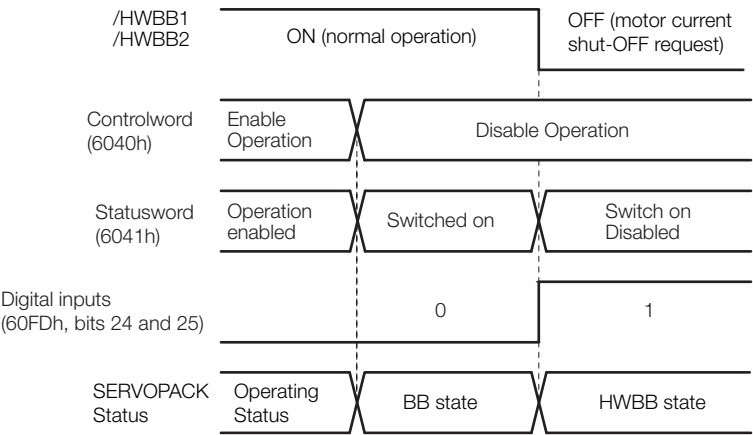 /HWBB1
/HWBB2
ON (normal operation)
OFF (motor current
shut-OFF request)
Controlword
(6040h)
Enable
Operation
Disable Operation
Statusword
(6041h)
Operation
enabled
Switched on
Switch on
Disabled
Digital inputs
(60FDh, bits 24 and 25)
0
1
SERVOPACK
Status
Operating
Status
BB state
HWBB state